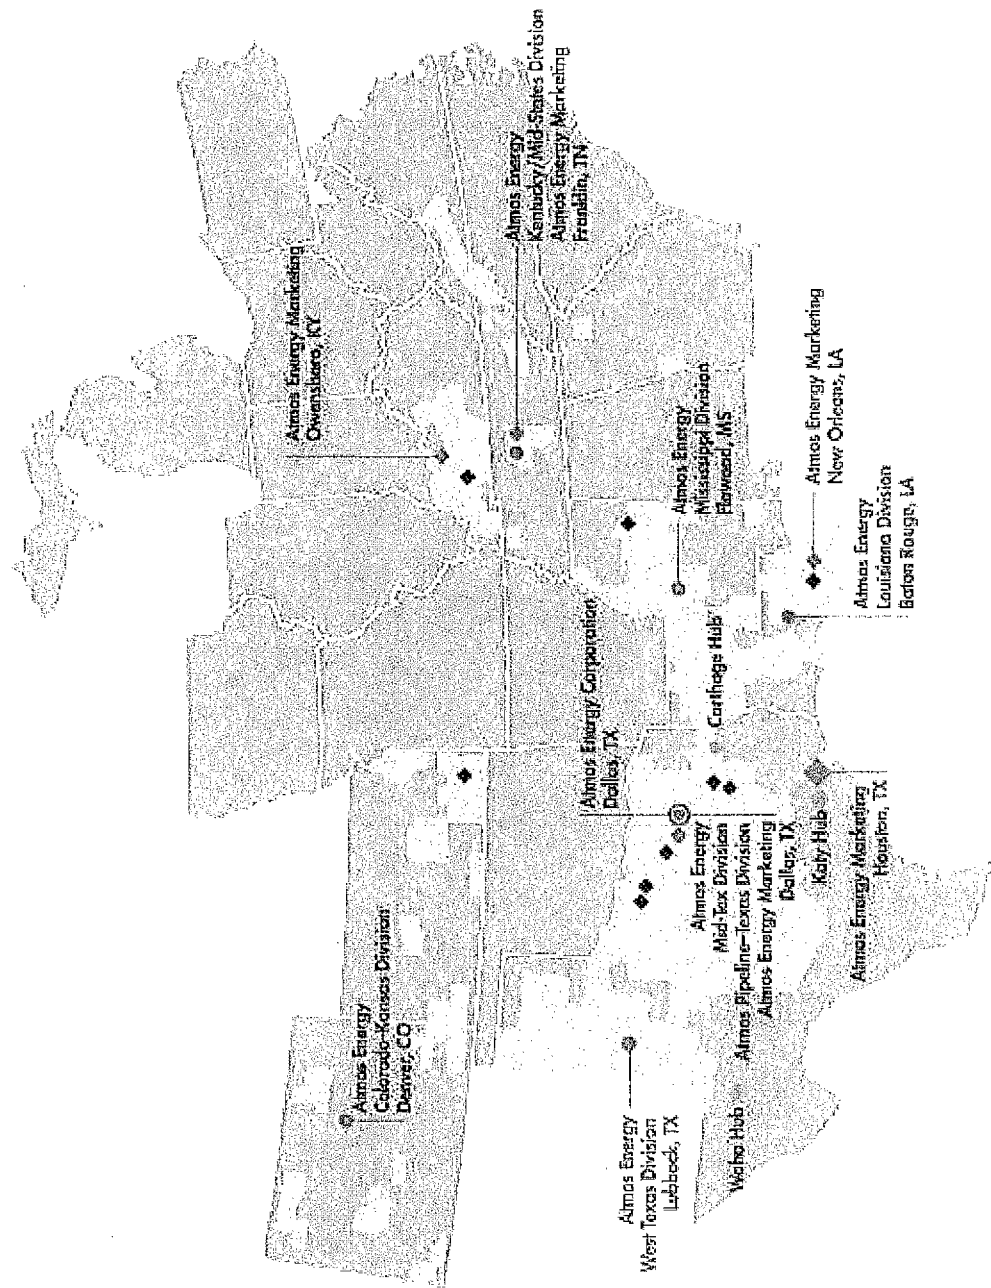 Atmos Energy
Colorado-Kansas Division
Denver, CO
Atmos Energy Marketing
Owensboro, KY
Atmos Energy
Kentucky/Mid-States Division
Atmos Energy Marketing
Franklin, TN
Atmos Energy Corporation
Dallas, TX
Atmos Energy
West Texas Division
Lubbock, TX
Atmos Energy
Mid-Tex Division
Atmos Pipeline-Texas Division
Atmos Energy Marketing
Dallas, TX
Carthage Hub
Atmos Energy
Mississippi Division
Flowood, MS
Waha Hub
Katy Hub
Atmos Energy Marketing
Houston, TX
Atmos Energy Marketing
New Orleans, LA
Atmos Energy
Louisiana Division
Baton Rouge, LA